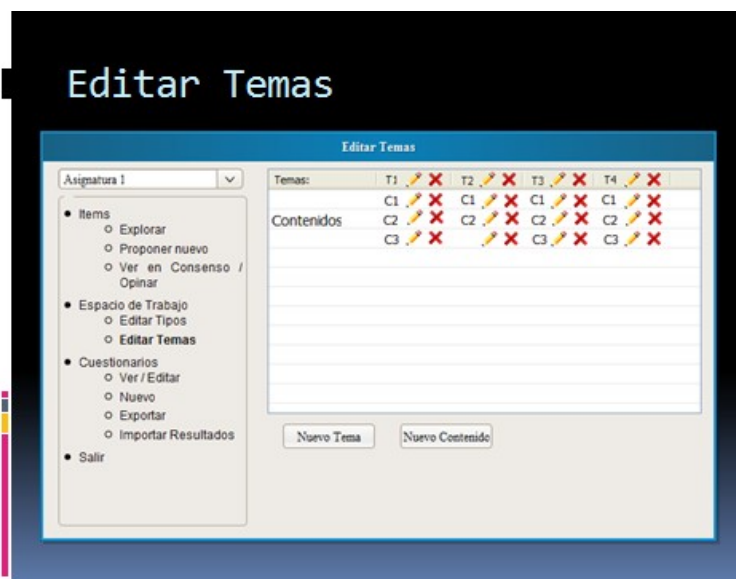 Editar Temas
Editar Temas
Asignatura 1
Items
Explorar
Proponer nuevo
Ver en Consenso /
Opinar
Espacio de Trabajo
Editar Tipos
Editar Temas
Cuestionarios
Ver / Editar
Nuevo
Exportar
Importar Resultados
Salir
Temas: T1 T2 T3 T4
C1 C1 C1 C1
Contenidos C2 C2 C2 C2
C3 C3 C3
Nuevo Tema Nuevo Contenido